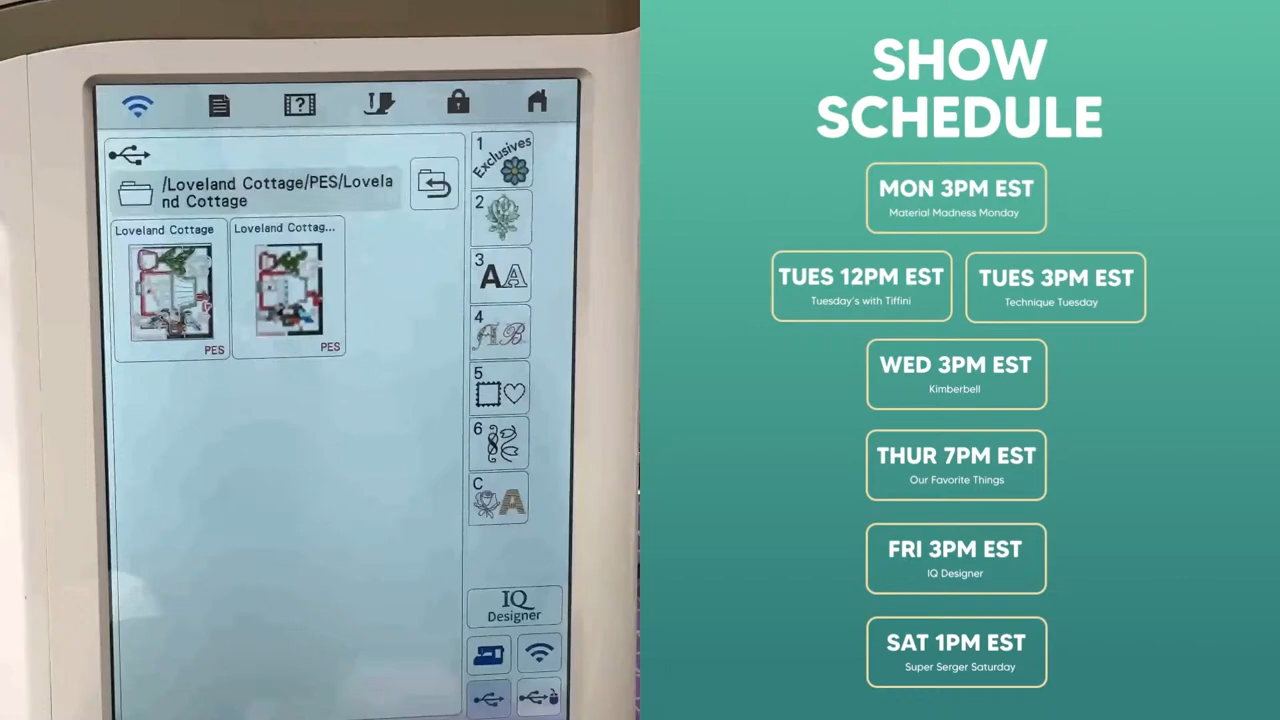 /Loveland Cottage/PES/Lovela
nd Cottage
Loveland Cottage
Loveland Cottag...
PES
PES
1
Exclusives
2
3
AA
4
AB
5
6
C
A
IQ
Designer
SHOW
SCHEDULE
MON 3PM EST
Material Madness Monday
TUES 12PM EST
Tuesday's with Tiffini
TUES 3PM EST
Technique Tuesday
WED 3PM EST
Kimberbell
THUR 7PM EST
Our Favorite Things
FRI 3PM EST
IQ Designer
SAT 1PM EST
Super Serger Saturday